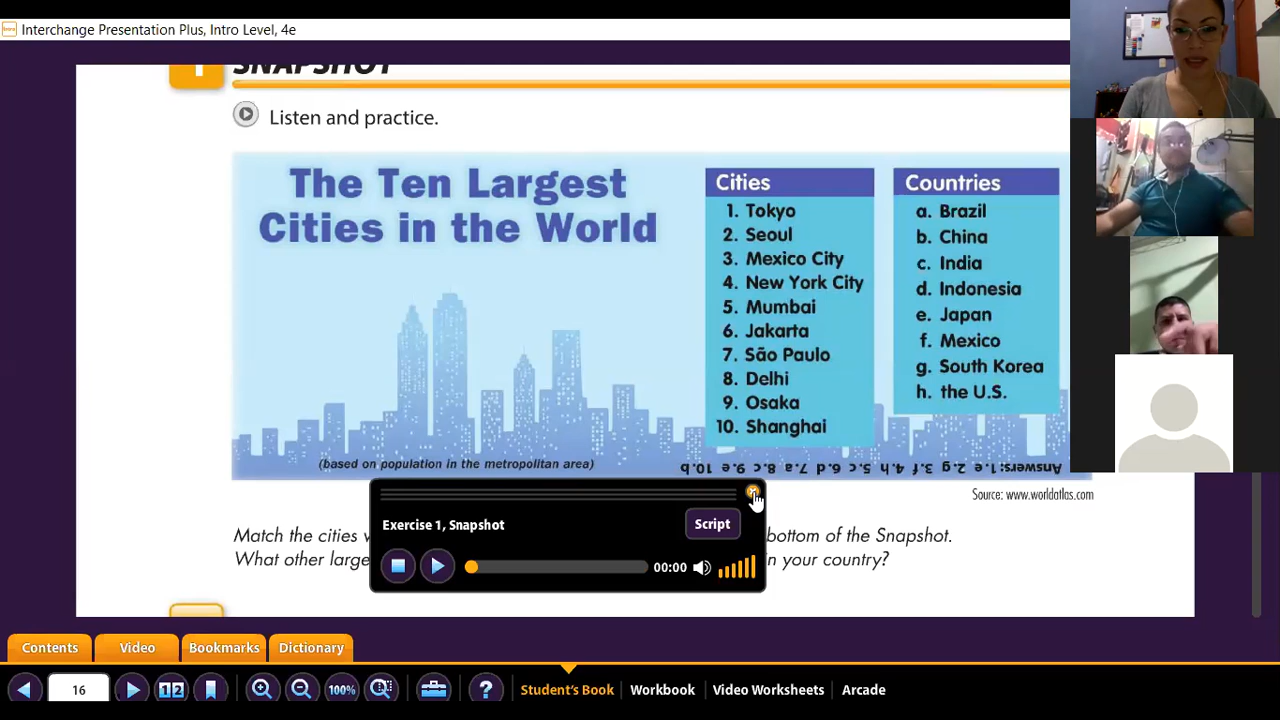 Interchange Presentation Plus, Intro Level, 4e
1 SNAPSHOT
Listen and practice.
The Ten Largest
Cities in the World
Cities
1. Tokyo
2. Seoul
3. Mexico City
4. New York City
5. Mumbai
6. Jakarta
7. São Paulo
8. Delhi
9. Osaka
10. Shanghai
Countries
a. Brazil
b. China
c. India
d. Indonesia
e. Japan
f. Mexico
g. South Korea
h. the U.S.
(based on population in the metropolitan area)
Answers: 1. e 2. g 3. f 4. h 5. c 6. d 7. a 8. c 9. e 10. b
Source: www.worldatlas.com
Match the cities bottom of the Snapshot.
What other large in your country?
Exercise 1, Snapshot
Script
00:00
Contents Video Bookmarks Dictionary
16 1 2 100% ? Student's Book Workbook Video Worksheets Arcade